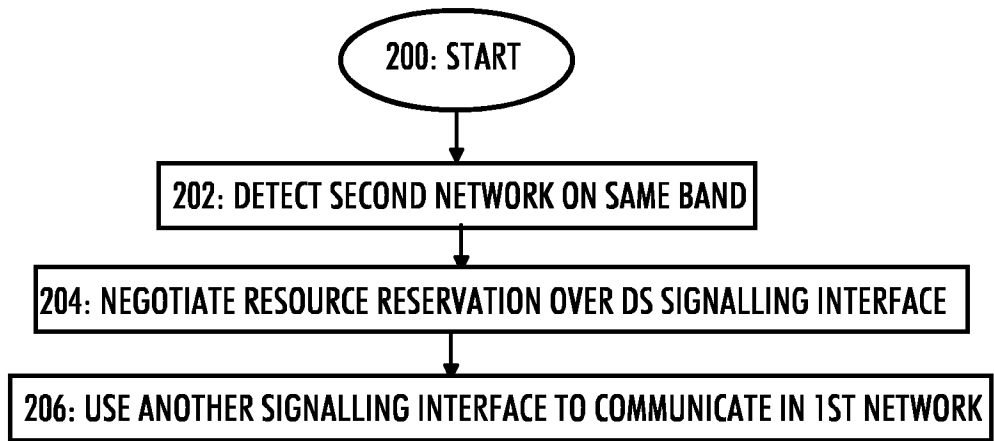 200: START
202: DETECT SECOND NETWORK ON SAME BAND
204: NEGOTIATE RESOURCE RESERVATION OVER DS SIGNALLING INTERFACE
206: USE ANOTHER SIGNALLING INTERFACE TO COMMUNICATE IN 1ST NETWORK